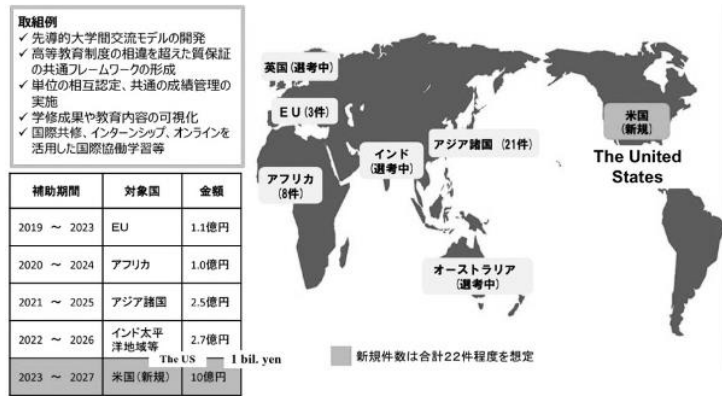 取組例
✓ 先導的大学間交流モデルの開発
✓ 高等教育制度の相違を超えた質保証
の共通フレームワークの形成
✓ 単位の相互認定、共通の成績管理の
実施
✓ 学修成果や教育内容の可視化
✓ 国際共修、インターンシップ、オンラインを
活用した国際協働学習等
補助期間 対象国 金額
2019 ～ 2023 EU 1.1億円
2020 ～ 2024 アフリカ 1.0億円
2021 ～ 2025 アジア諸国 2.5億円
2022 ～ 2026 インド太平洋地域等 2.7億円
The US 1 bil. yen
2023 ～ 2027 米国(新規) 10億円
英国(選考中)
EU(3件)
アフリカ
(8件)
インド
(選考中)
アジア諸国 (21件)
オーストラリア
(選考中)
米国
(新規)
The United
States
新規件数は合計22件程度を想定